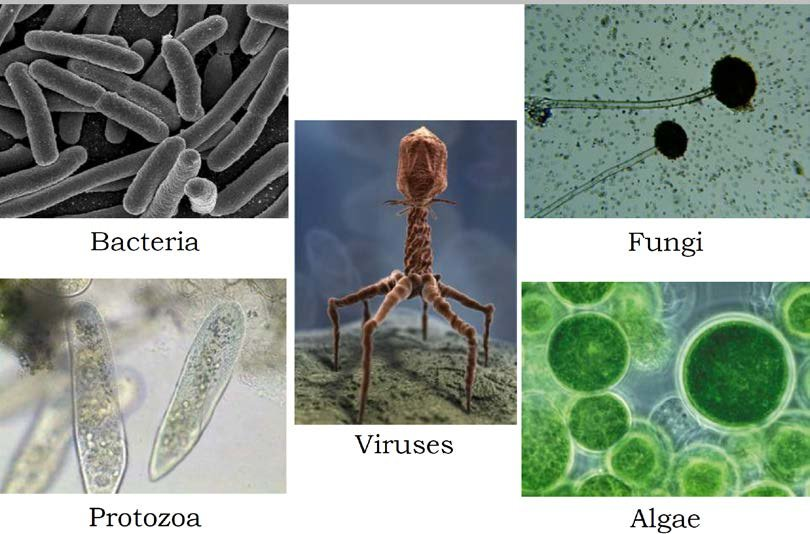 Bacteria
Fungi
Viruses
Protozoa
Algae